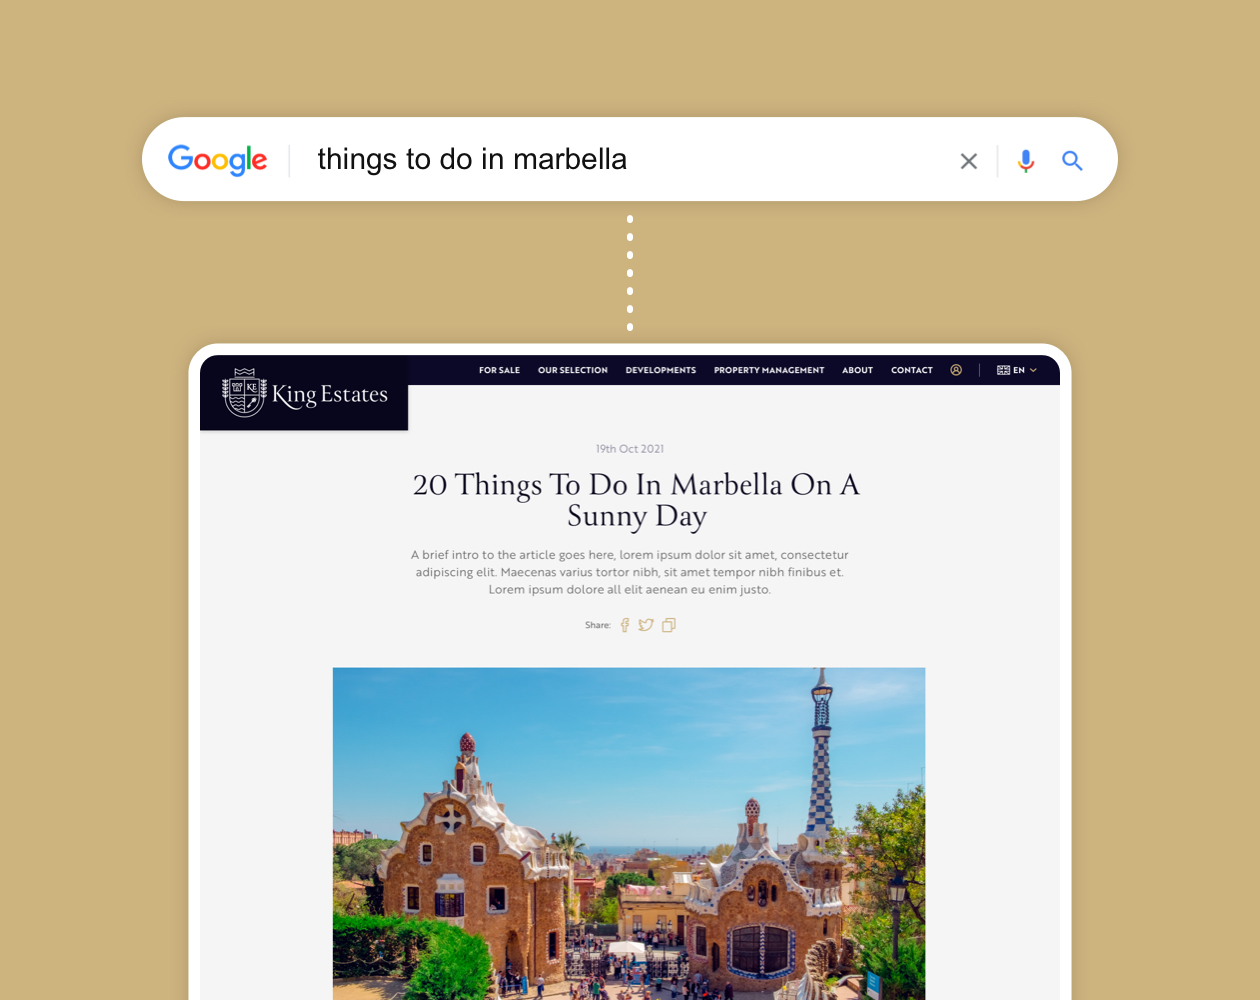 Google
things to do in marbella
King Estates
KE
FOR SALE OUR SELECTION DEVELOPMENTS PROPERTY MANAGEMENT ABOUT CONTACT EN
19th Oct 2021
20 Things To Do In Marbella On A
Sunny Day
A brief intro to the article goes here, lorem ipsum dolor sit amet, consectetur
adipiscing elit. Maecenas varius tortor nibh, sit amet tempor nibh finibus et.
Lorem ipsum dolore all elit aenean eu enim justo.
Share: